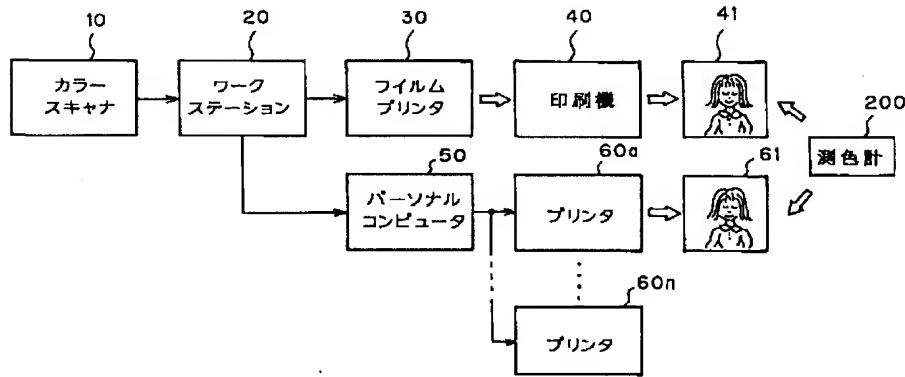 10
20
30
40
41
カラー
スキャナ
ワーク
ステーション
フイルム
プリンタ
印刷機
200
測色計
50
60a
61
パーソナル
コンピュータ
プリンタ
60n
プリンタ